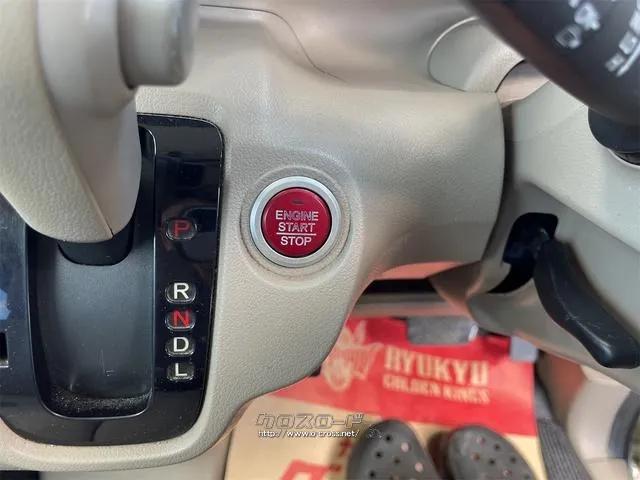 P
R
N
D
L
ENGINE
START
STOP
RYUKYU
GOLDEN KINGS
クロスロード
http://www.e-cross.net/